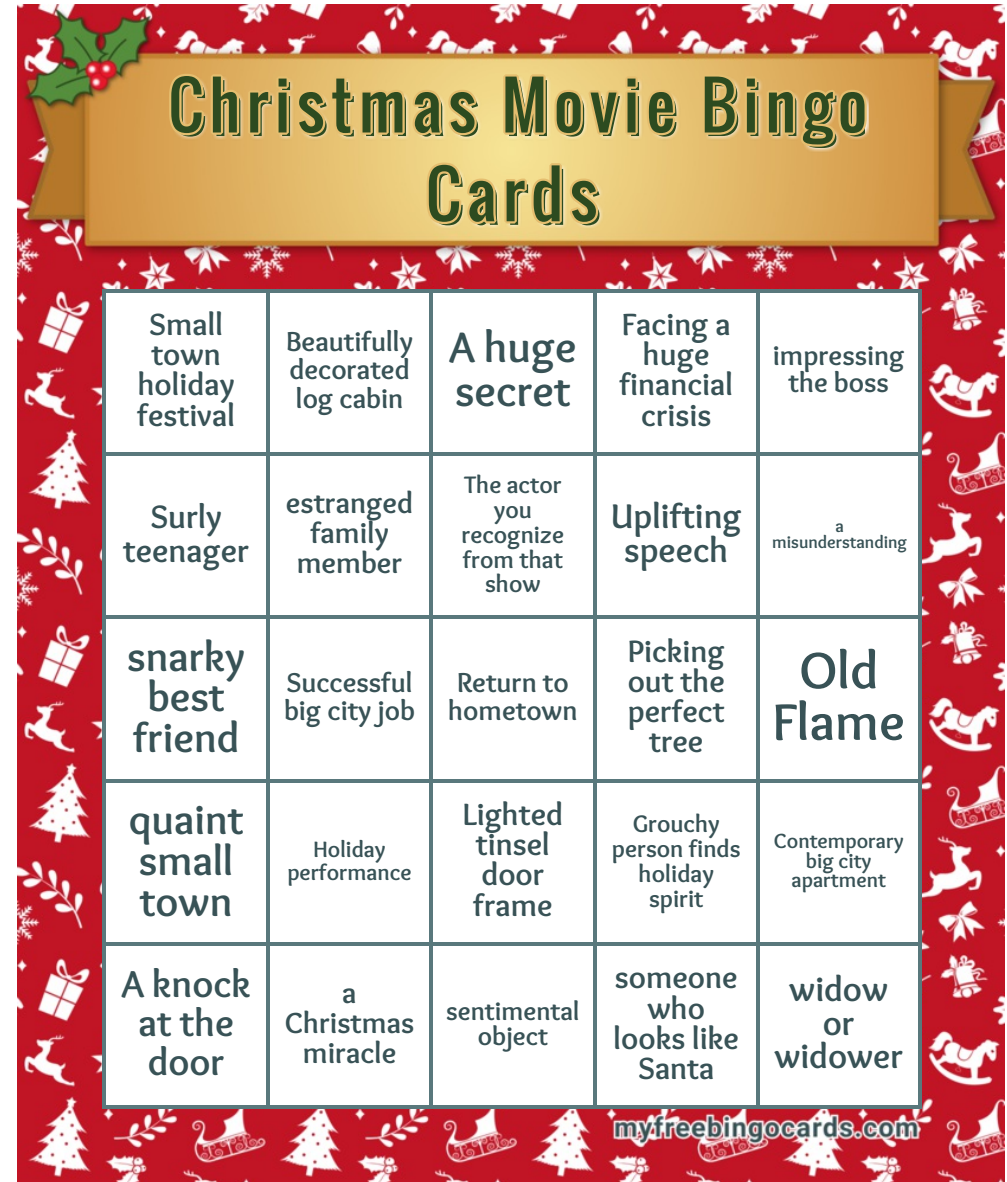 Christmas Movie Bingo
Cards
Small
town
holiday
festival
Beautifully
decorated
log cabin
A huge
secret
Facing a
huge
financial
crisis
impressing
the boss
Surly
teenager
estranged
family
member
The actor
you
recognize
from that
show
Uplifting
speech
a
misunderstanding
snarky
best
friend
Successful
big city job
Return to
hometown
Picking
out the
perfect
tree
Old
Flame
quaint
small
town
Holiday
performance
Lighted
tinsel
door
frame
Grouchy
person finds
holiday
spirit
Contemporary
big city
apartment
A knock
at the
door
a
Christmas
miracle
sentimental
object
someone
who
looks like
Santa
widow
or
widower
myfreebingocards.com